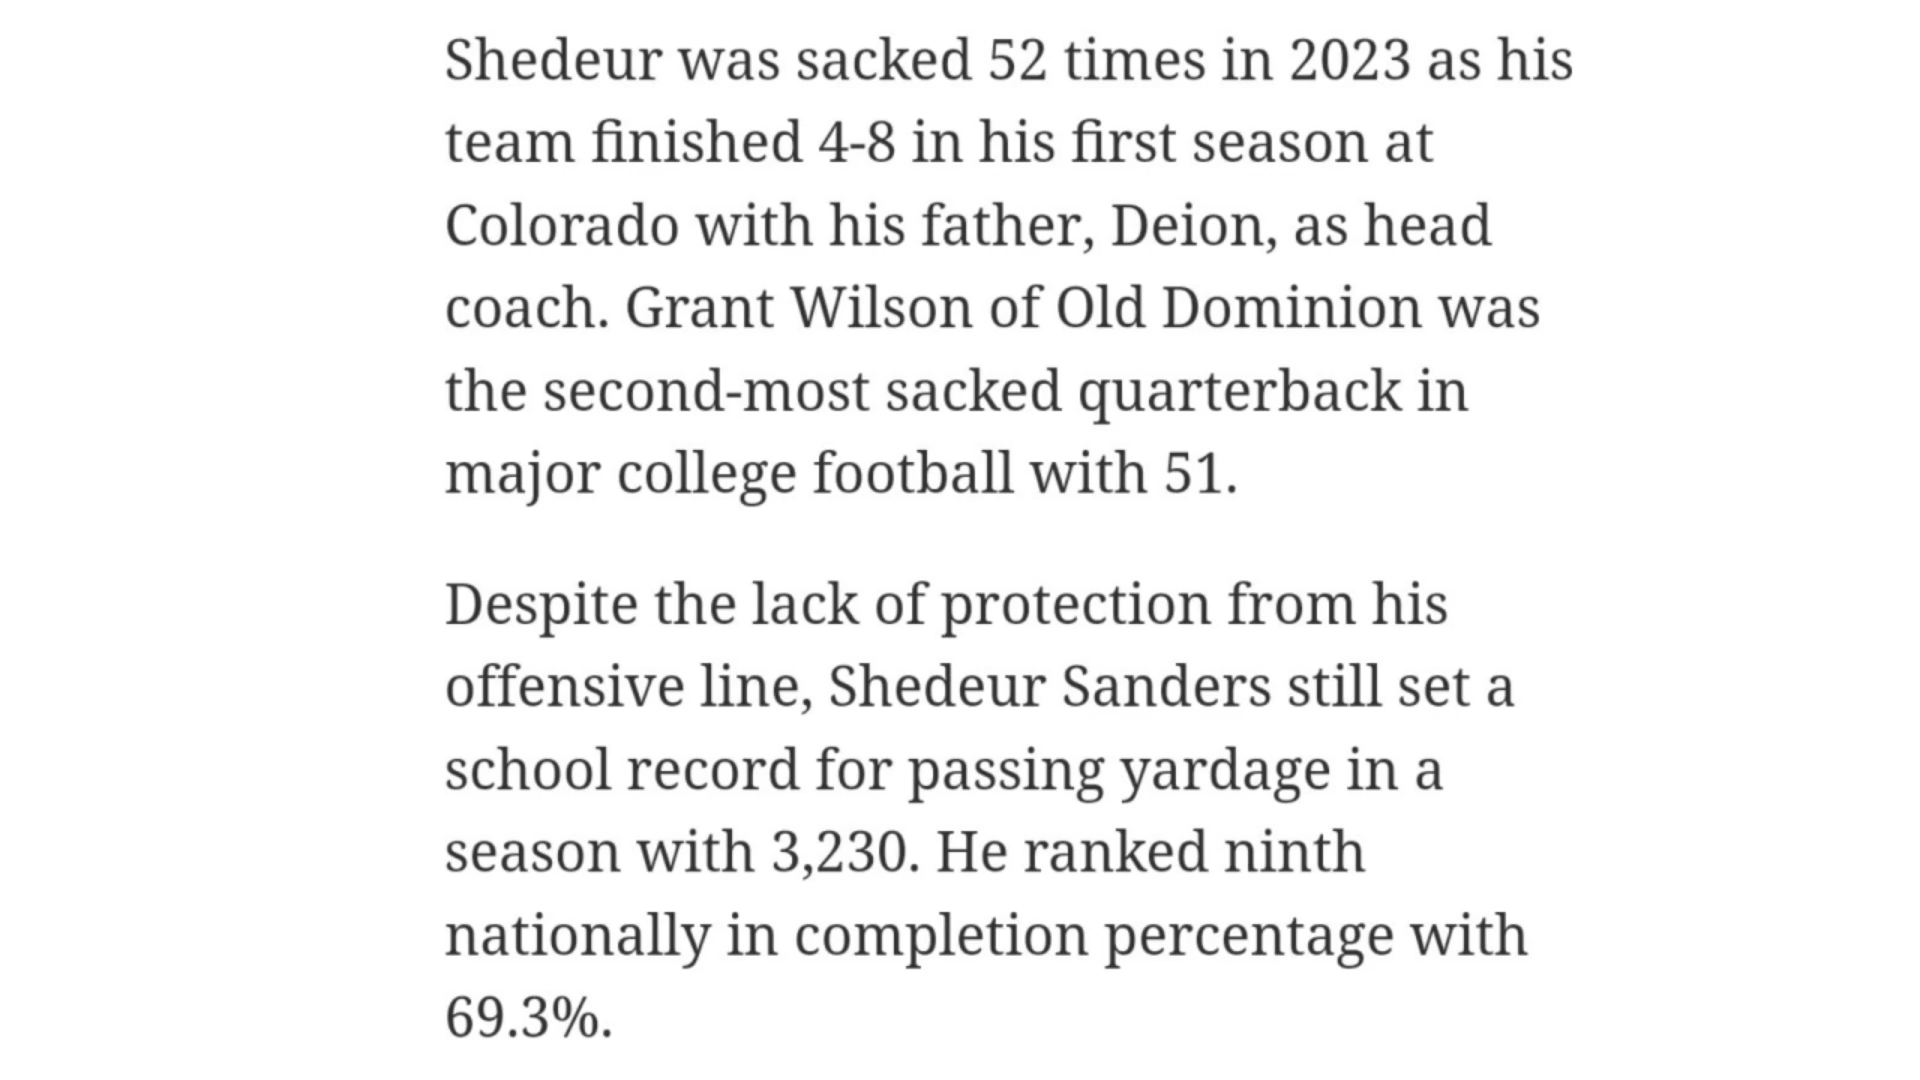 Shedeur was sacked 52 times in 2023 as his
team finished 4-8 in his first season at
Colorado with his father, Deion, as head
coach. Grant Wilson of Old Dominion was
the second-most sacked quarterback in
major college football with 51.
Despite the lack of protection from his
offensive line, Shedeur Sanders still set a
school record for passing yardage in a
season with 3,230. He ranked ninth
nationally in completion percentage with
69.3%.